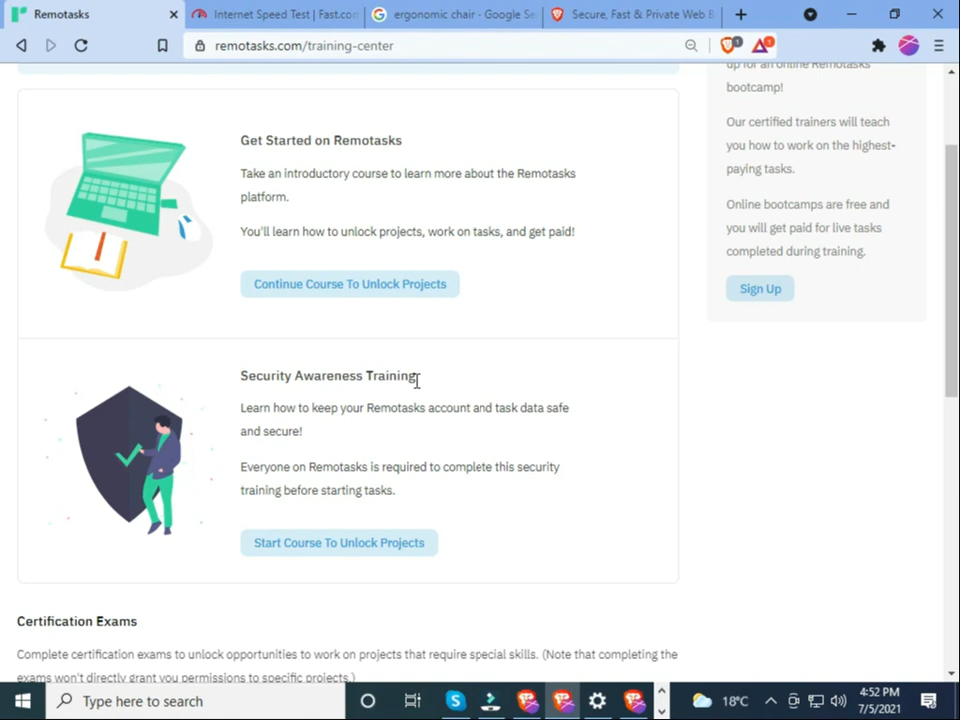 Remotasks
Internet Speed Test | Fast.con
ergonomic chair - Google Se
Secure, Fast & Private Web B
remotasks.com/training-center
1
1
up for an online Remotasks
bootcamp!
Our certified trainers will teach
you how to work on the highest-
paying tasks.
Online bootcamps are free and
you will get paid for live tasks
completed during training.
Sign Up
Get Started on Remotasks
Take an introductory course to learn more about the Remotasks
platform.
You'll learn how to unlock projects, work on tasks, and get paid!
Continue Course To Unlock Projects
Security Awareness Training
Learn how to keep your Remotasks account and task data safe
and secure!
Everyone on Remotasks is required to complete this security
training before starting tasks.
Start Course To Unlock Projects
Certification Exams
Complete certification exams to unlock opportunities to work on projects that require special skills. (Note that completing the
exams won't directly grant you permissions to specific projects.)
Type here to search
18°C
4:52 PM
7/5/2021